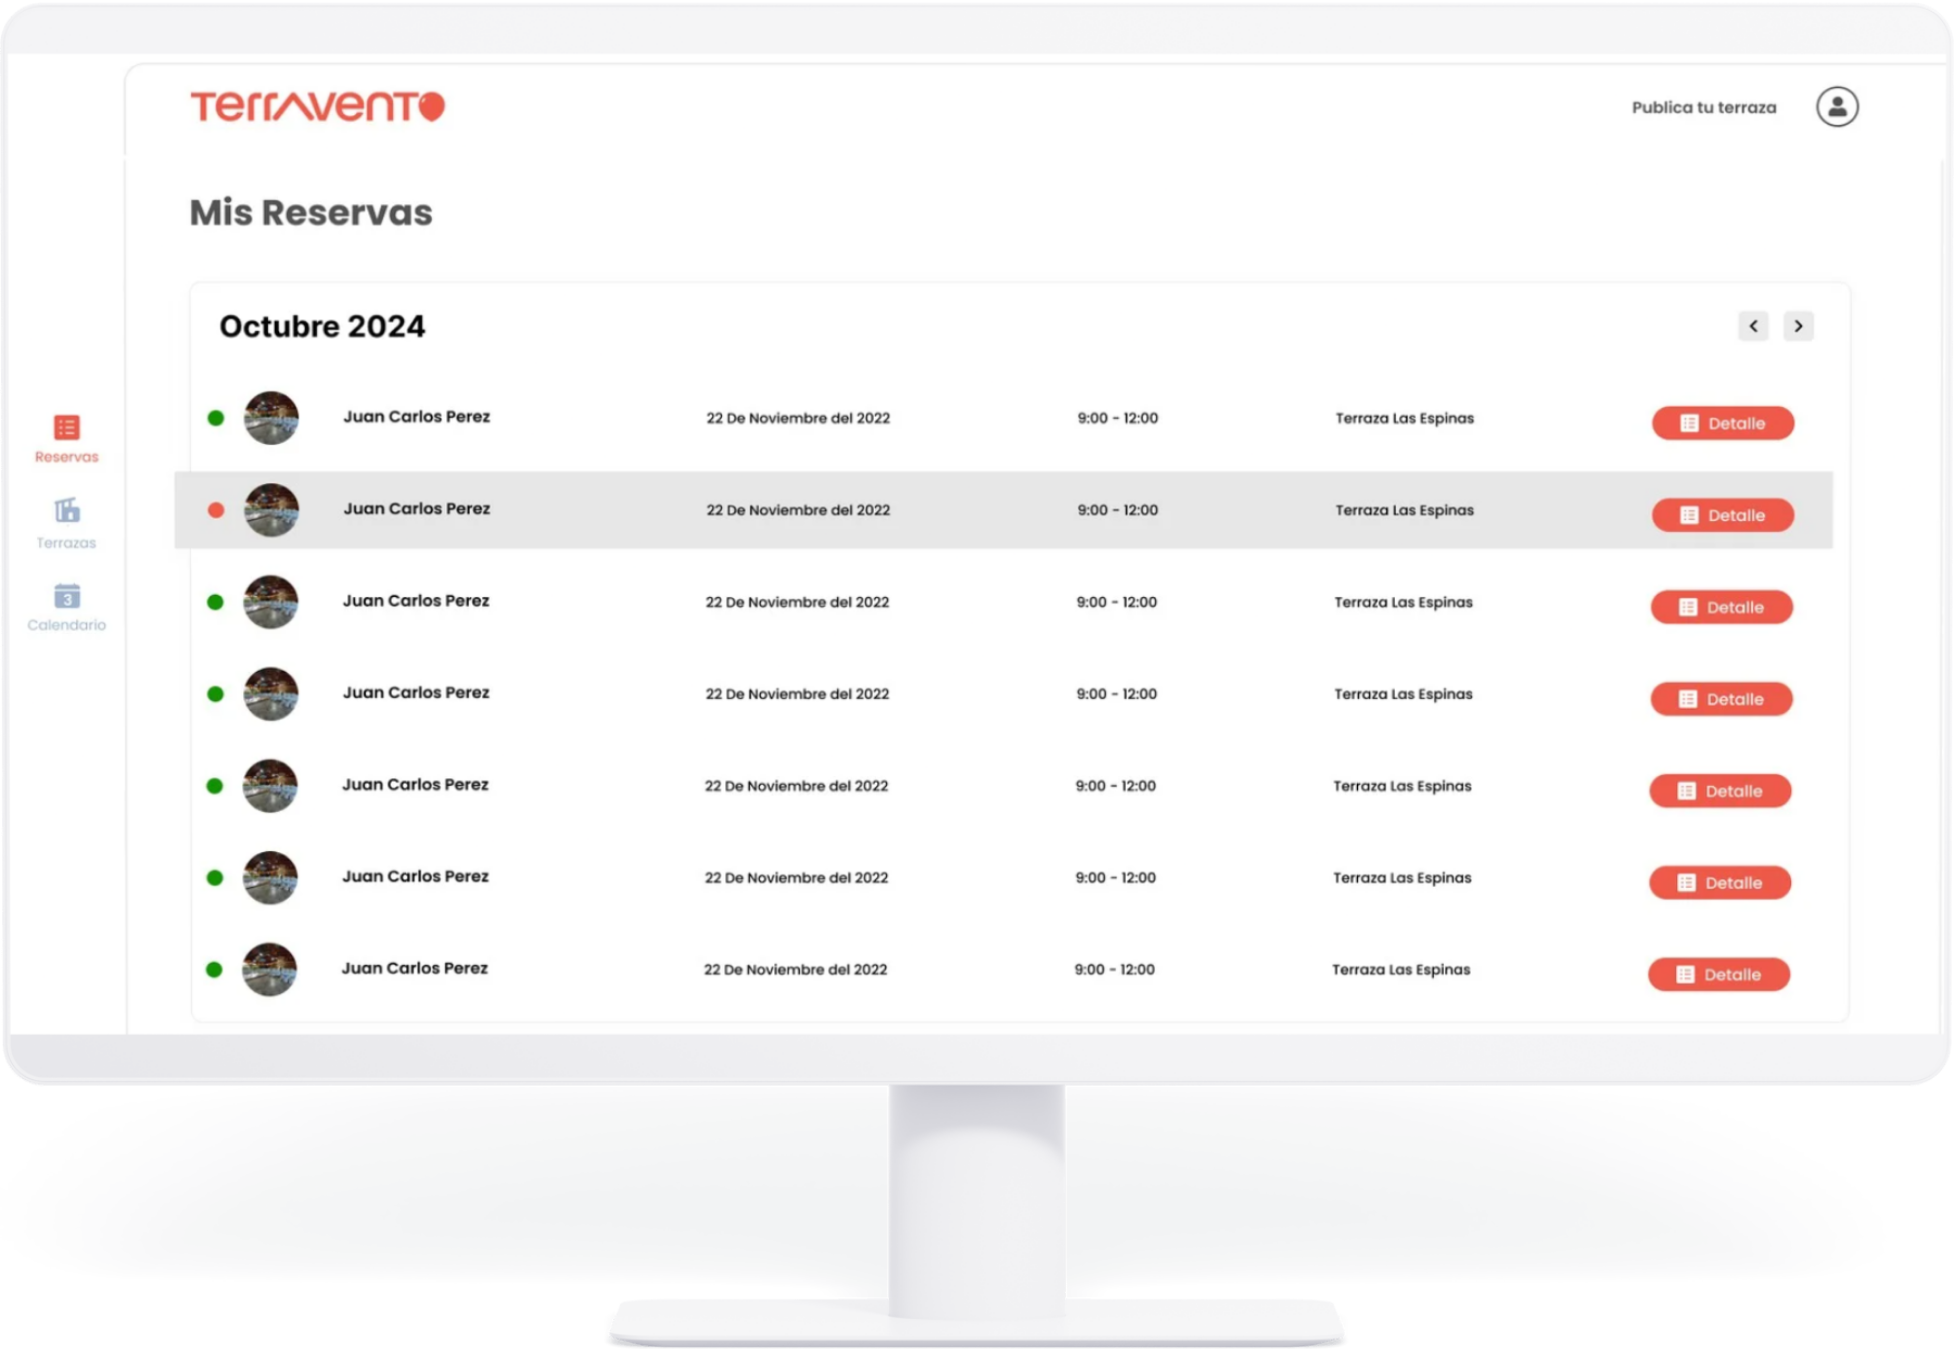 Terravento
Publica tu terraza
Mis Reservas
Octubre 2024
Reservas
Terrazas
3
Calendario
Juan Carlos Perez 22 De Noviembre del 2022 9:00 - 12:00 Terraza Las Espinas Detalle
Juan Carlos Perez 22 De Noviembre del 2022 9:00 - 12:00 Terraza Las Espinas Detalle
Juan Carlos Perez 22 De Noviembre del 2022 9:00 - 12:00 Terraza Las Espinas Detalle
Juan Carlos Perez 22 De Noviembre del 2022 9:00 - 12:00 Terraza Las Espinas Detalle
Juan Carlos Perez 22 De Noviembre del 2022 9:00 - 12:00 Terraza Las Espinas Detalle
Juan Carlos Perez 22 De Noviembre del 2022 9:00 - 12:00 Terraza Las Espinas Detalle
Juan Carlos Perez 22 De Noviembre del 2022 9:00 - 12:00 Terraza Las Espinas Detalle